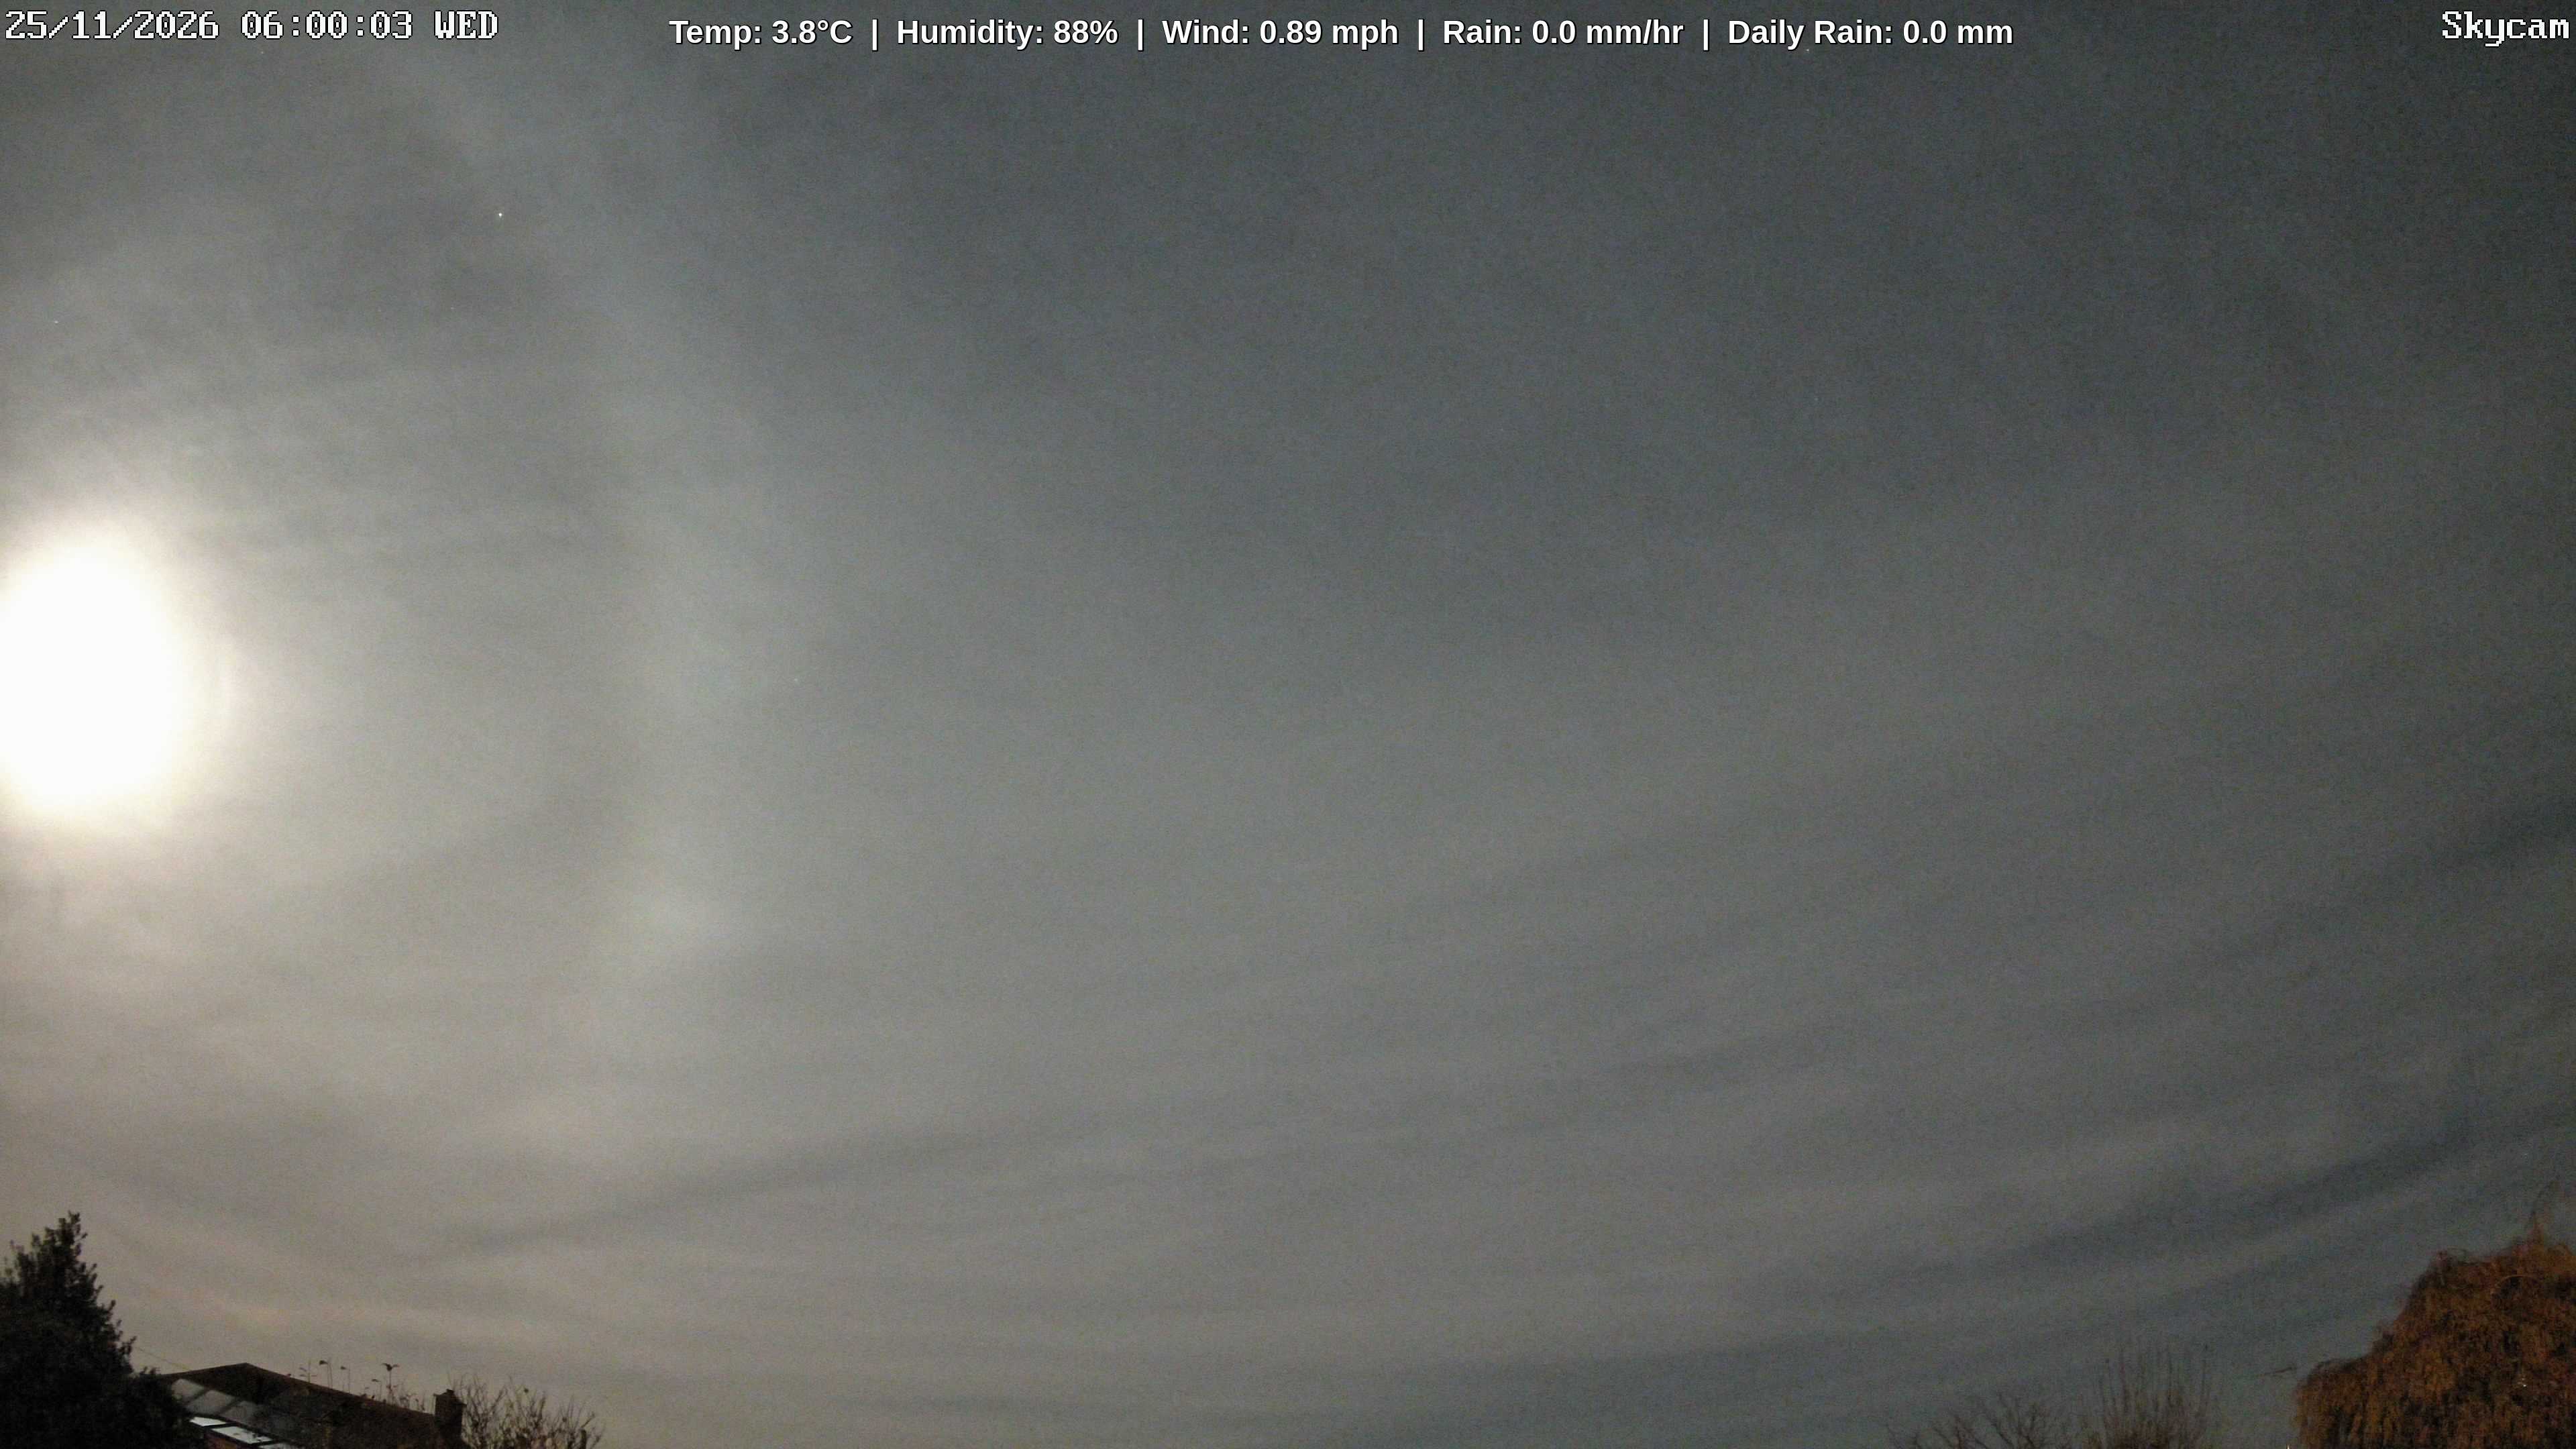 25/11/2026 06:00:03 WED
Temp: 3.8°C | Humidity: 88% | Wind: 0.89 mph | Rain: 0.0 mm/hr | Daily Rain: 0.0 mm
Skycam